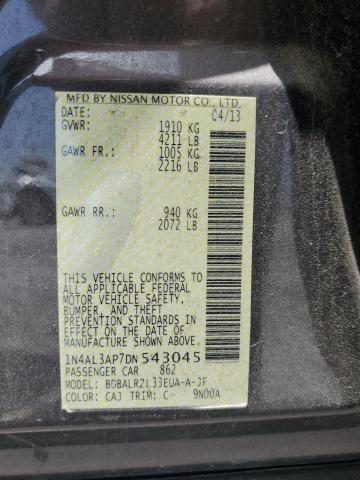 MFD BY NISSAN MOTOR CO., LTD.
DATE: 04/13
GVWR: 1910 KG
4211 LB
GAWR FR.: 1005 KG
2216 LB
GAWR RR.: 940 KG
2072 LB
THIS VEHICLE CONFORMS TO
ALL APPLICABLE FEDERAL
MOTOR VEHICLE SAFETY,
BUMPER, AND THEFT
PREVENTION STANDARDS IN
EFFECT ON THE DATE OF
MANUFACTURE SHOWN ABOVE.
1N4AL3AP7DN 543045
PASSENGER CAR 862
MODEL: BDBALRZL33EUA-A-JF
COLOR: CAJ TRIM: C- 9N00A